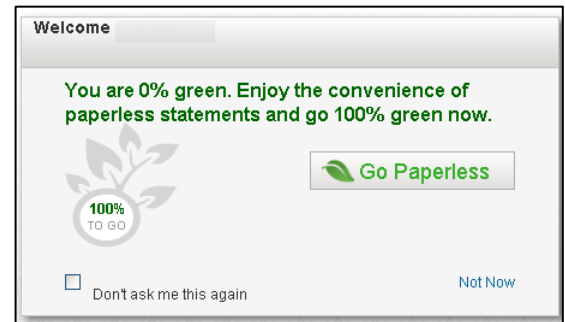 Welcome
You are 0% green. Enjoy the convenience of
paperless statements and go 100% green now.
Go Paperless
100%
TO GO
Don't ask me this again
Not Now